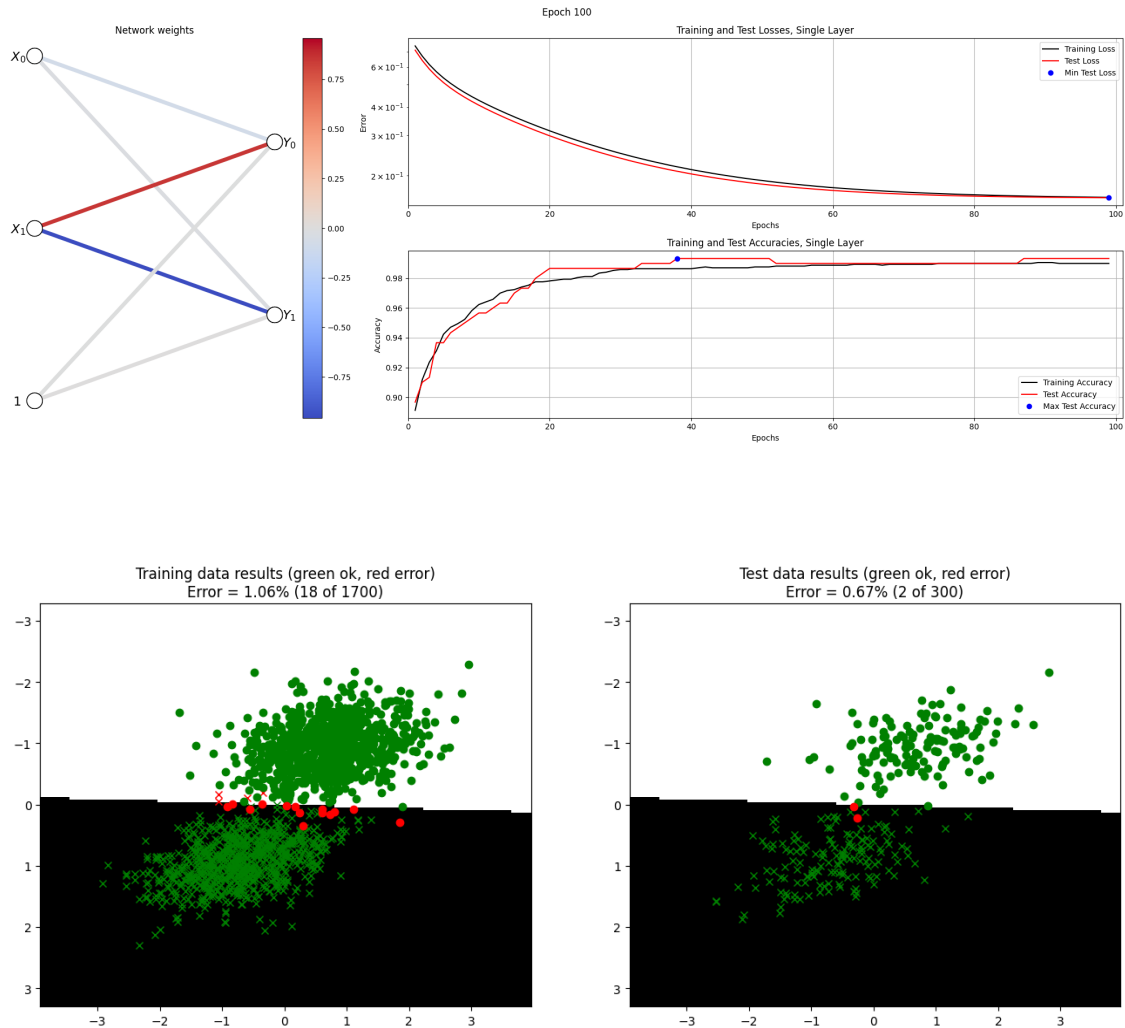 Epoch 100
Network weights
X₀
X₁
1
Y₀
Y₁
0.75
0.50
0.25
0.00
−0.25
−0.50
−0.75
Training and Test Losses, Single Layer
Error
6 × 10⁻¹
4 × 10⁻¹
3 × 10⁻¹
2 × 10⁻¹
Training Loss
Test Loss
Min Test Loss
0 20 40 60 80 100
Epochs
Training and Test Accuracies, Single Layer
Accuracy
0.98
0.96
0.94
0.92
0.90
Training Accuracy
Test Accuracy
Max Test Accuracy
0 20 40 60 80 100
Epochs
Training data results (green ok, red error)
Error = 1.06% (18 of 1700)
−3
−2
−1
0
1
2
3
−3 −2 −1 0 1 2 3
Test data results (green ok, red error)
Error = 0.67% (2 of 300)
−3
−2
−1
0
1
2
3
−3 −2 −1 0 1 2 3